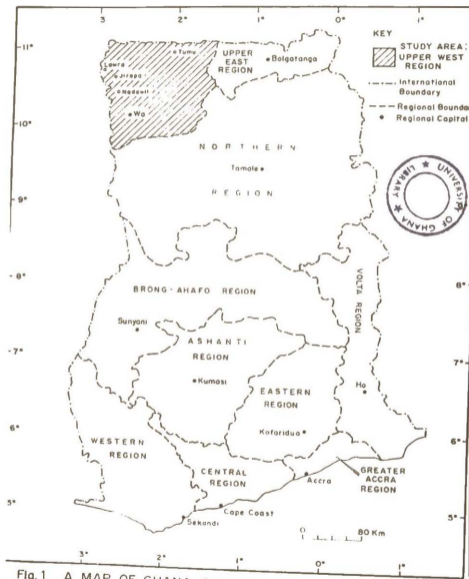 3° 2° 1° 0°
KEY
STUDY AREA:
UPPER WEST
REGION
International
Boundary
Regional
Regional Capital
11° 11°
Tumu
UPPER
EAST
REGION
Bolgatanga
Lawra
Jirapa
Nadawli
Wa
10° 10°
NORTHERN
Tamale
REGION
UNIVERSITY OF GHANA
LIBRARY
9° 9°
8° 8°
VOLTA REGION
BRONG-AHAFO REGION
Sunyani
ASHANTI
REGION
7° 7°
Kumasi
EASTERN
REGION
Ho
Koforidua
6° 6°
WESTERN
REGION
CENTRAL
REGION
GREATER
ACCRA
REGION
Accra
5° 5°
Cape Coast
Sekondi
0 80 Km
3° 2° 1° 0° 1°
Fig. 1 A MAP OF GHANA